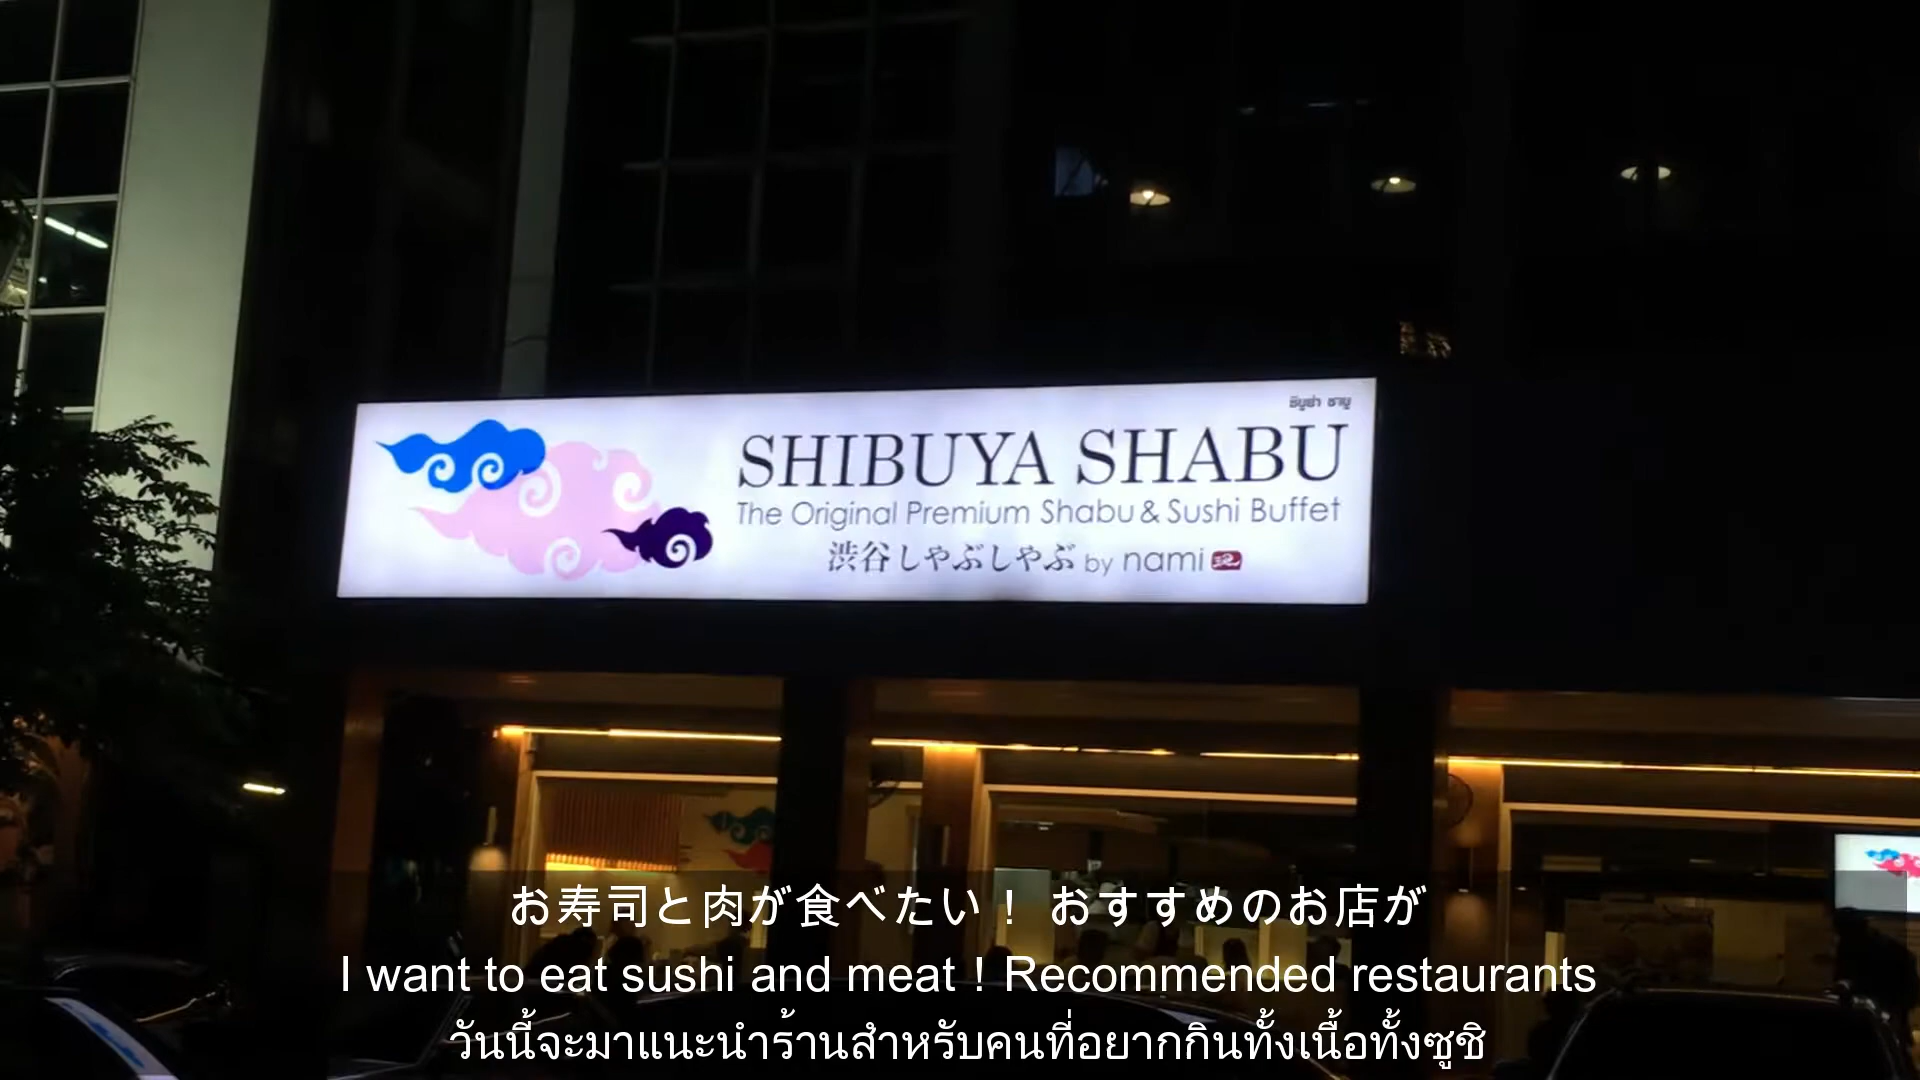 ชิบูย่า ชาบู
SHIBUYA SHABU
The Original Premium Shabu & Sushi Buffet
渋谷しゃぶしゃぶ by nami
お寿司と肉が食べたい！ おすすめのお店が
I want to eat sushi and meat！Recommended restaurants
วันนี้จะมาแนะนำร้านสำหรับคนที่อยากกินทั้งเนื้อทั้งซูชิ